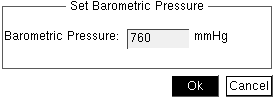 Set Barometric Pressure
Barometric Pressure: 760 mmHg
Ok Cancel